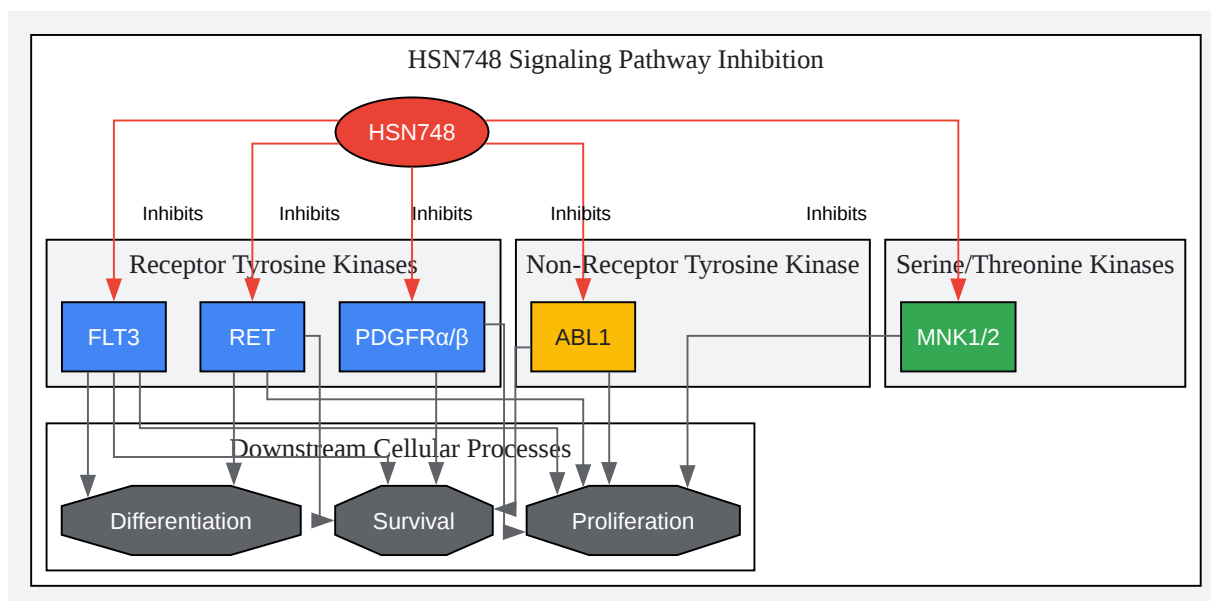 HSN748 Signaling Pathway Inhibition
HSN748
Inhibits
Inhibits
Inhibits
Inhibits
Inhibits
Receptor Tyrosine Kinases
Non-Receptor Tyrosine Kinase
Serine/Threonine Kinases
FLT3
RET
PDGFRα/β
ABL1
MNK1/2
Downstream Cellular Processes
Differentiation
Survival
Proliferation